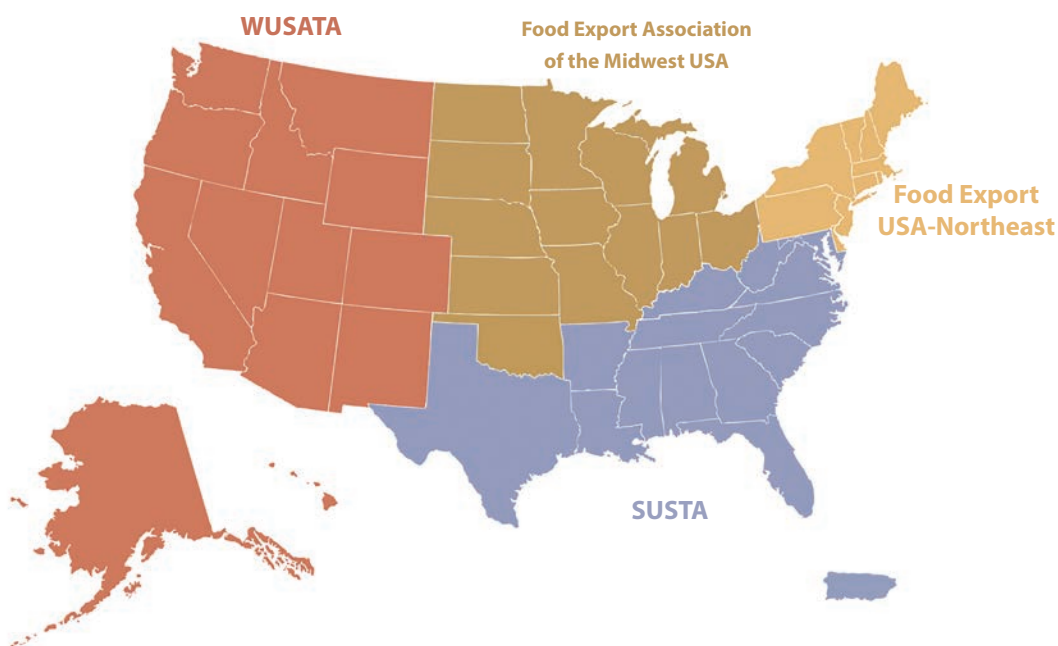 WUSATA
Food Export Association
of the Midwest USA
Food Export
USA-Northeast
SUSTA